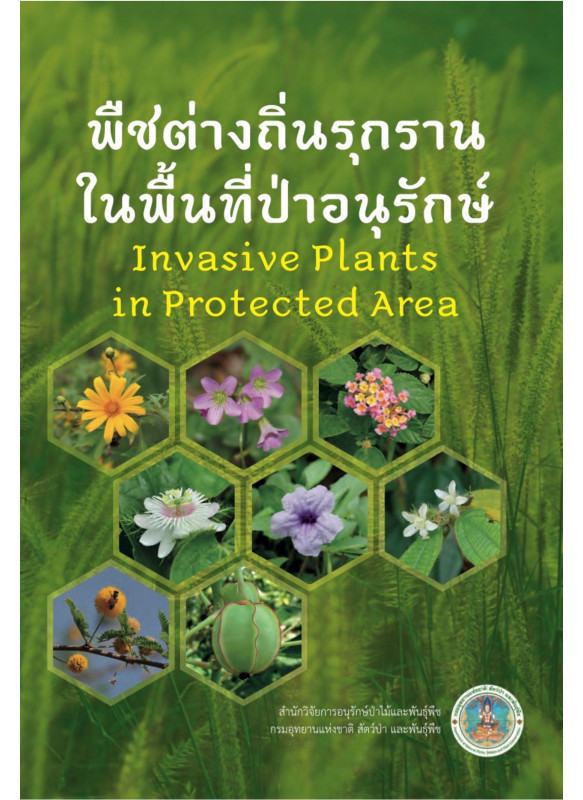 พืชต่างถิ่นรุกราน
ในพื้นที่ป่าอนุรักษ์
Invasive Plants
in Protected Area
สำนักวิจัยการอนุรักษ์ป่าไม้และพันธุ์พืช
กรมอุทยานแห่งชาติ สัตว์ป่า และพันธุ์พืช